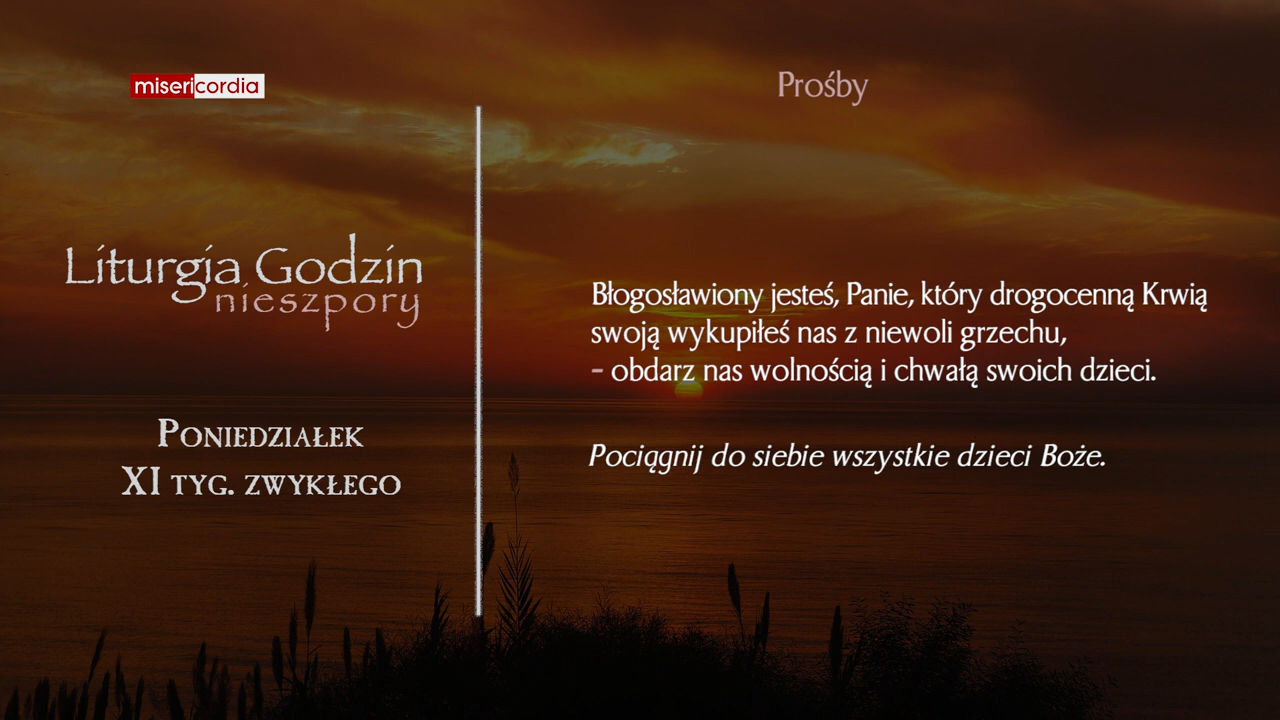 misericordia
Prośby
Liturgia Godzin
nieszpory
Poniedziałek
XI tyg. zwykłego
Błogosławiony jesteś, Panie, który drogocenną Krwią
swoją wykupiłeś nas z niewoli grzechu,
- obdarz nas wolnością i chwałą swoich dzieci.
Pociągnij do siebie wszystkie dzieci Boże.